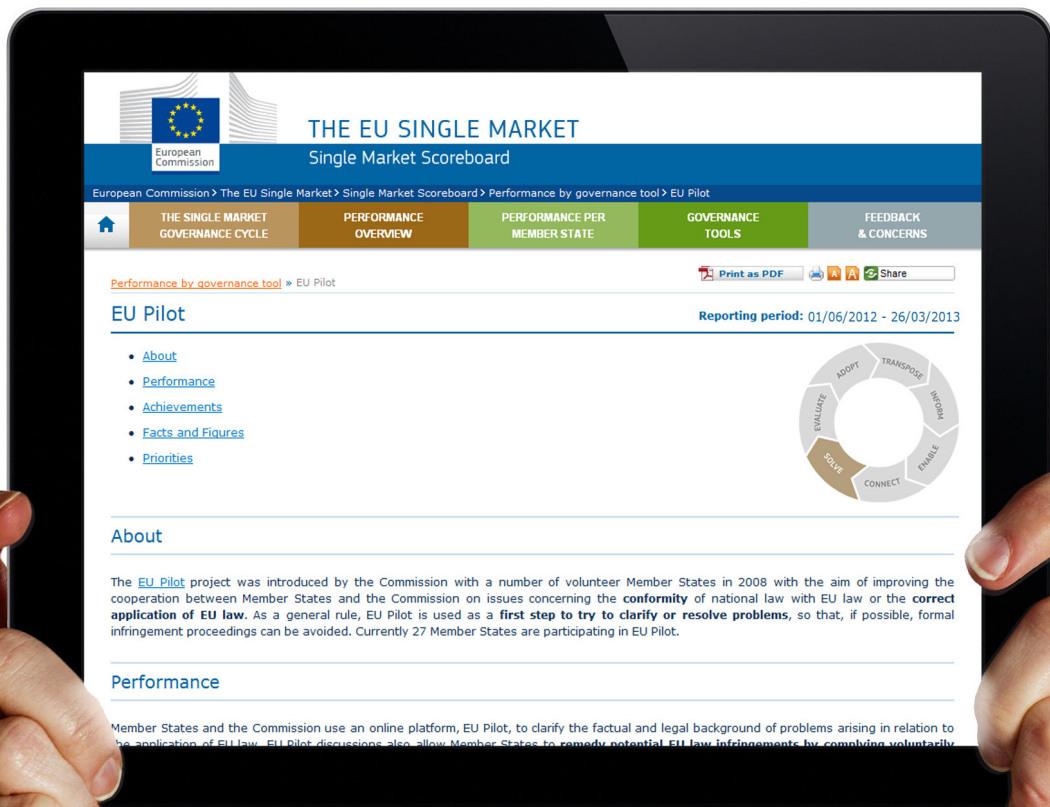 European
Commission
THE EU SINGLE MARKET
Single Market Scoreboard
European Commission > The EU Single Market > Single Market Scoreboard > Performance by governance tool > EU Pilot
THE SINGLE MARKET
GOVERNANCE CYCLE
PERFORMANCE
OVERVIEW
PERFORMANCE PER
MEMBER STATE
GOVERNANCE
TOOLS
FEEDBACK
& CONCERNS
Print as PDF
A
A
Share
Performance by governance tool » EU Pilot
EU Pilot
Reporting period: 01/06/2012 - 26/03/2013
• About
• Performance
• Achievements
• Facts and Figures
• Priorities
ADOPT
TRANSPOSE
INFORM
ENABLE
CONNECT
SOLVE
EVALUATE
About
The EU Pilot project was introduced by the Commission with a number of volunteer Member States in 2008 with the aim of improving the
cooperation between Member States and the Commission on issues concerning the conformity of national law with EU law or the correct
application of EU law. As a general rule, EU Pilot is used as a first step to try to clarify or resolve problems, so that, if possible, formal
infringement proceedings can be avoided. Currently 27 Member States are participating in EU Pilot.
Performance
Member States and the Commission use an online platform, EU Pilot, to clarify the factual and legal background of problems arising in relation to
the application of EU law. EU Pilot discussions also allow Member States to remedy potential EU law infringements by complying voluntarily